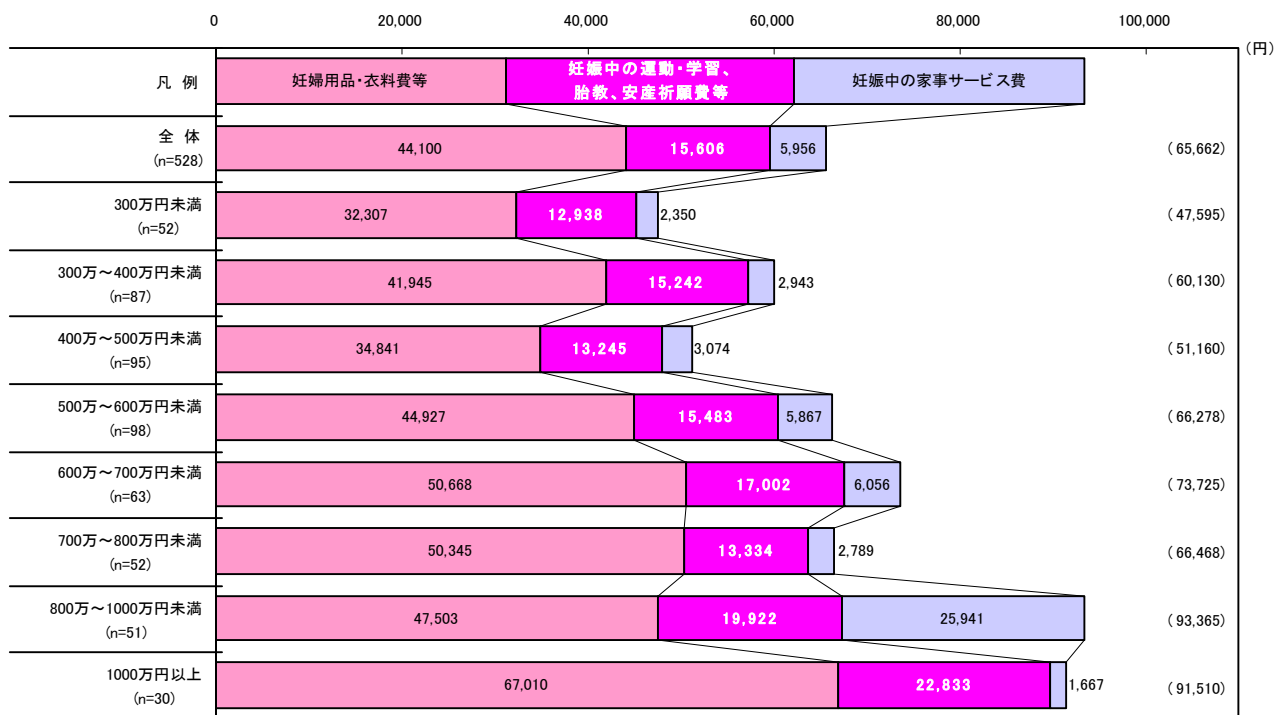 0 20,000 40,000 60,000 80,000 100,000
(円)
凡 例 妊婦用品・衣料費等 妊娠中の運動・学習、 妊娠中の家事サービス費
胎教、安産祈願費等
全 体
(n=528)
44,100 15,606 5,956 (65,662)
300万円未満
(n=52)
32,307 12,938 2,350 (47,595)
300万～400万円未満
(n=87)
41,945 15,242 2,943 (60,130)
400万～500万円未満
(n=95)
34,841 13,245 3,074 (51,160)
500万～600万円未満
(n=98)
44,927 15,483 5,867 (66,278)
600万～700万円未満
(n=63)
50,668 17,002 6,056 (73,725)
700万～800万円未満
(n=52)
50,345 13,334 2,789 (66,468)
800万～1000万円未満
(n=51)
47,503 19,922 25,941 (93,365)
1000万円以上
(n=30)
67,010 22,833 1,667 (91,510)